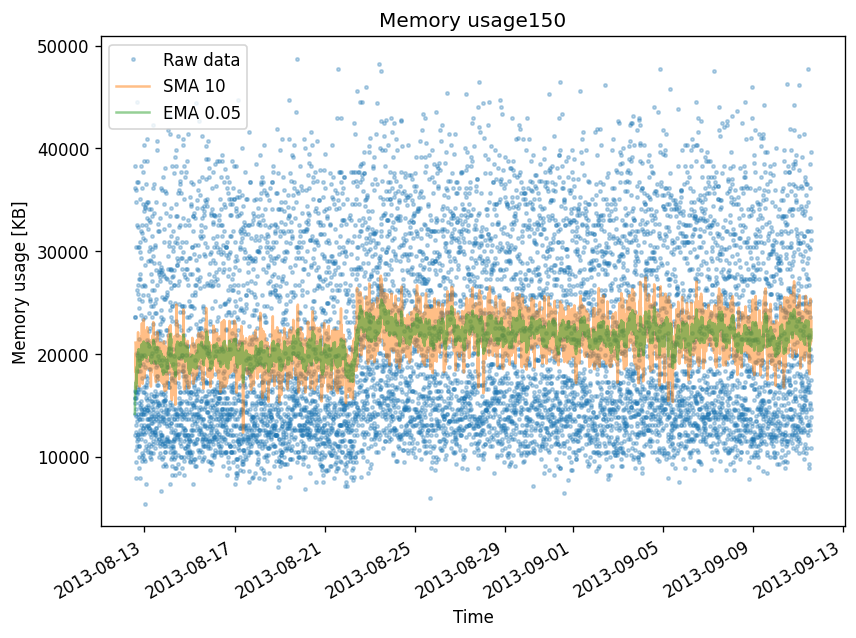 Memory usage150
Raw data
SMA 10
EMA 0.05
50000
40000
30000
20000
10000
Memory usage [KB]
2013-08-13
2013-08-17
2013-08-21
2013-08-25
2013-08-29
2013-09-01
2013-09-05
2013-09-09
2013-09-13
Time